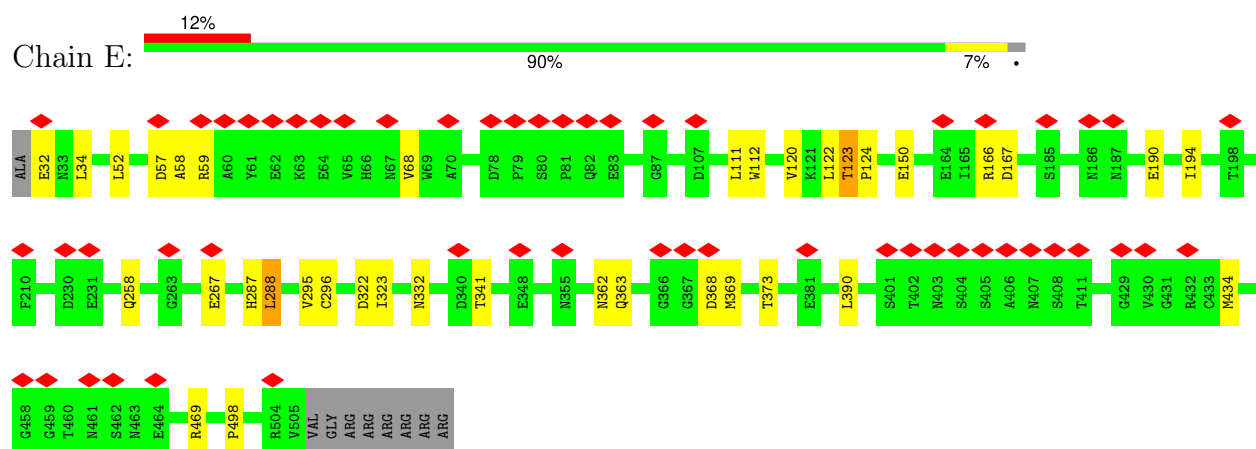 12%
Chain E:
90% 7% •
ALA E32 N33 L34 L52 D57 A58 R59 A60 Y61 E62 K63 E64 V65 H66 N67 V68 W69 A70 D78 P79 S80 P81 Q82 E83 G87 D107 L111 W112 V120 K121 L122 T123 P124 E150 E164 I165 R166 D167 S185 N186 N187 E190 I194 T198
F210 D230 E231 Q258 G263 E267 H287 L288 V295 C296 D322 I323 N332 D340 T341 E348 N355 N362 Q363 G366 G367 D368 M369 T373 E381 L390 S401 T402 N403 S404 S405 A406 N407 S408 T411 G429 V430 G431 R432 C433 M434
G458 G459 T460 N461 S462 N463 E464 R469 P498 R504 V505 VAL GLY ARG ARG ARG ARG ARG ARG